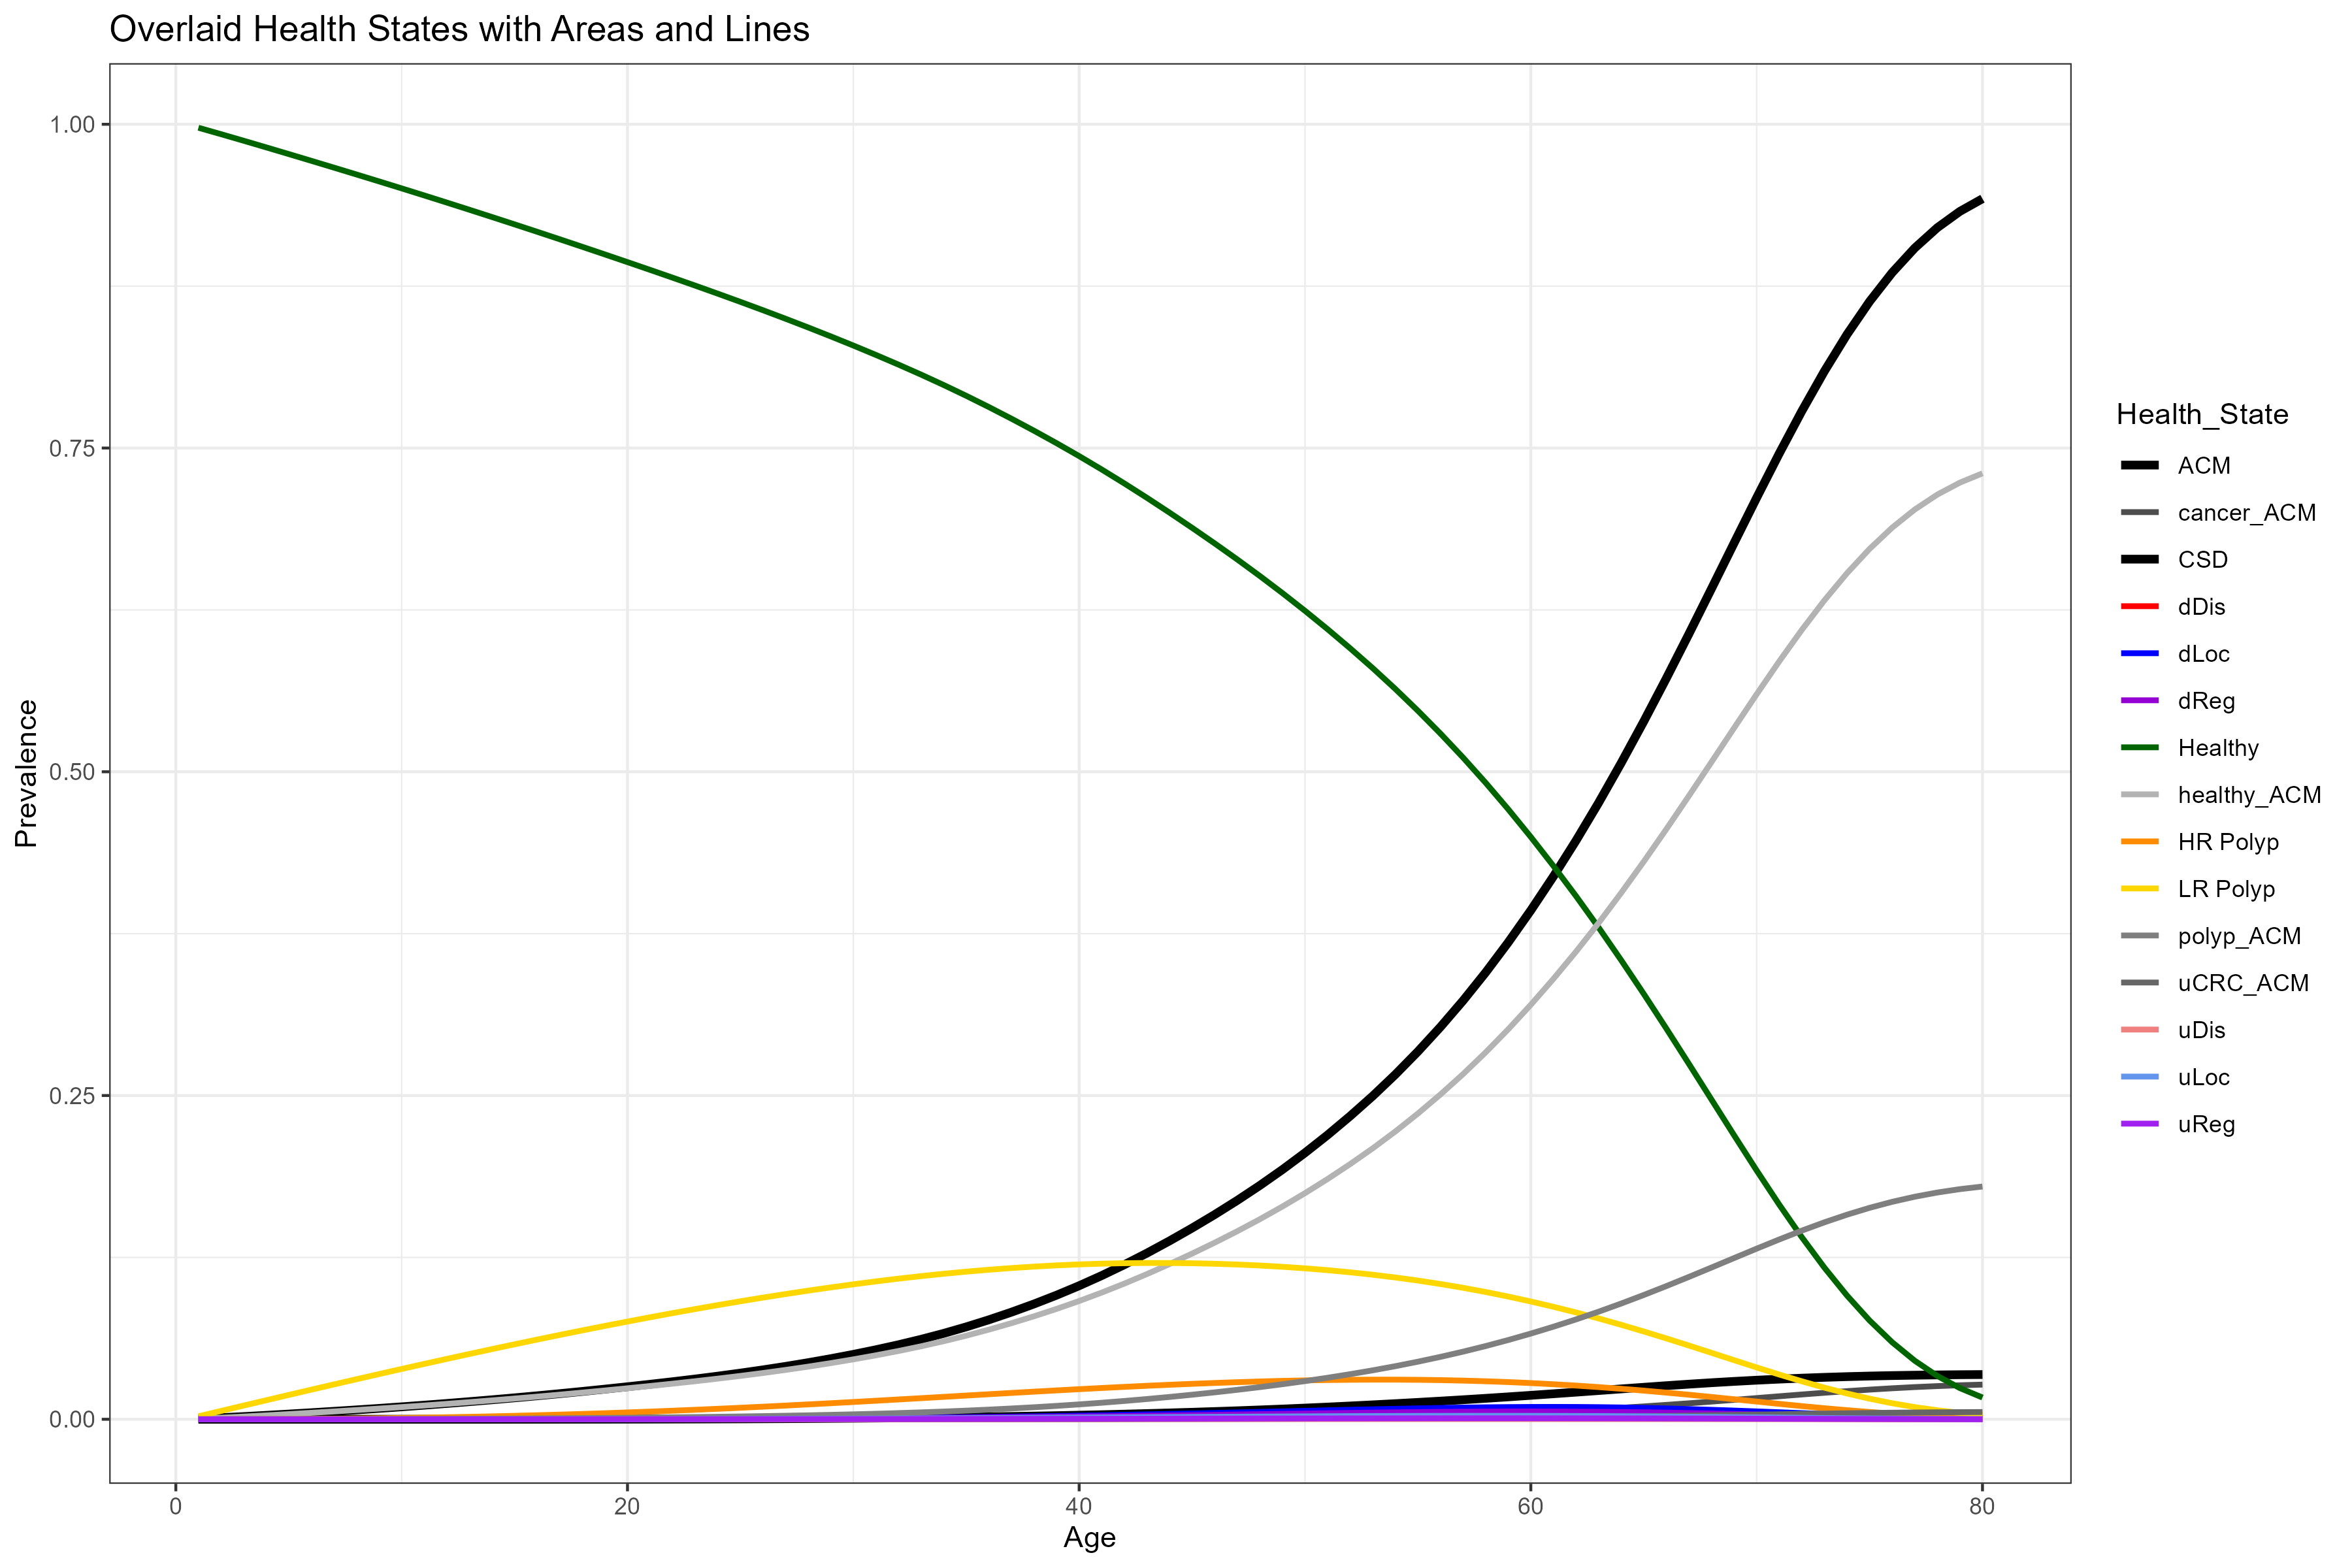 Overlaid Health States with Areas and Lines
1.00
0.75
0.50
0.25
0.00
Prevalence
0
20
40
60
80
Age
Health_State
ACM
cancer_ACM
CSD
dDis
dLoc
dReg
Healthy
healthy_ACM
HR Polyp
LR Polyp
polyp_ACM
uCRC_ACM
uDis
uLoc
uReg